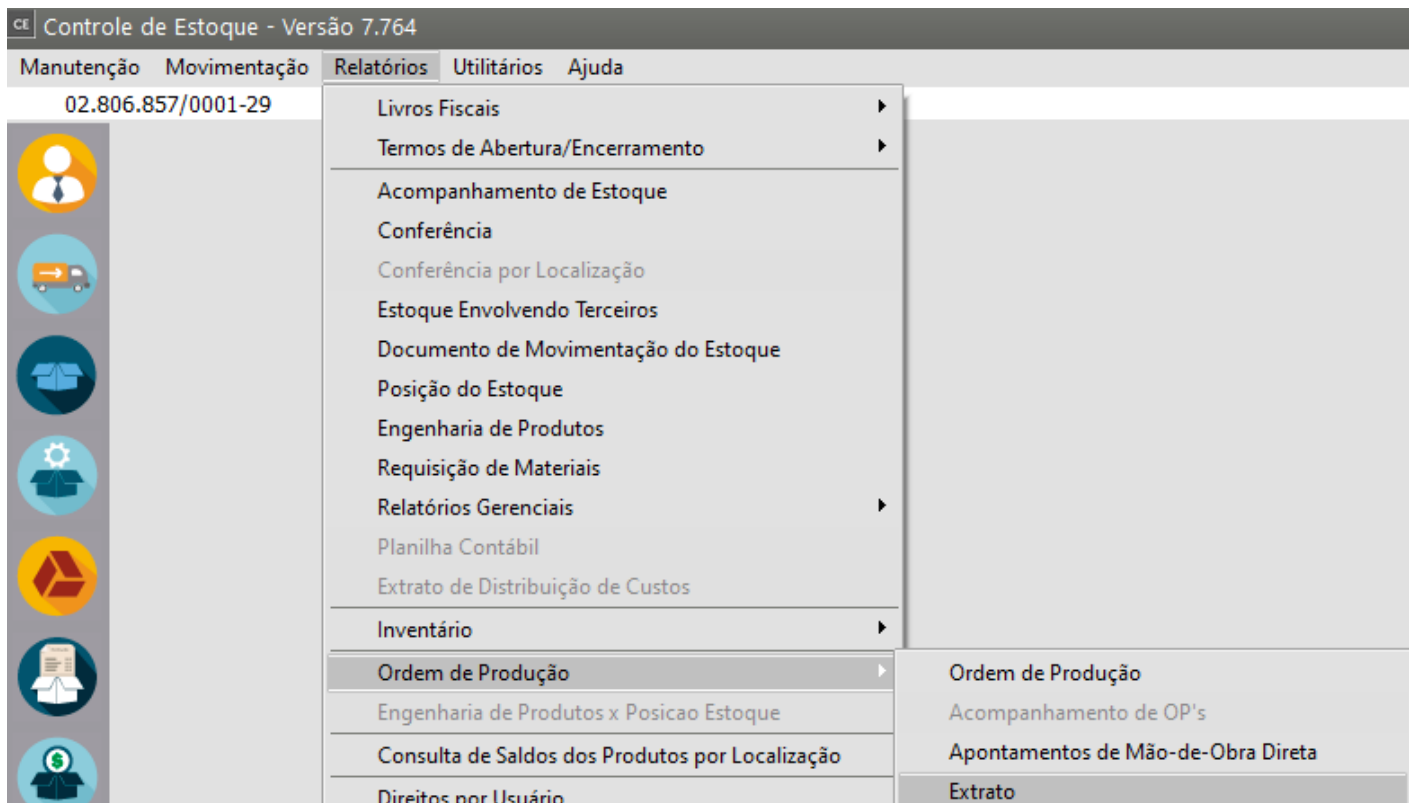 CE Controle de Estoque - Versão 7.764
Manutenção Movimentação Relatórios Utilitários Ajuda
02.806.857/0001-29
Livros Fiscais
Termos de Abertura/Encerramento
Acompanhamento de Estoque
Conferência
Conferência por Localização
Estoque Envolvendo Terceiros
Documento de Movimentação do Estoque
Posição do Estoque
Engenharia de Produtos
Requisição de Materiais
Relatórios Gerenciais
Planilha Contábil
Extrato de Distribuição de Custos
Inventário
Ordem de Produção
Engenharia de Produtos x Posicao Estoque
Consulta de Saldos dos Produtos por Localização
Direitos por Usuário
Ordem de Produção
Acompanhamento de OP's
Apontamentos de Mão-de-Obra Direta
Extrato